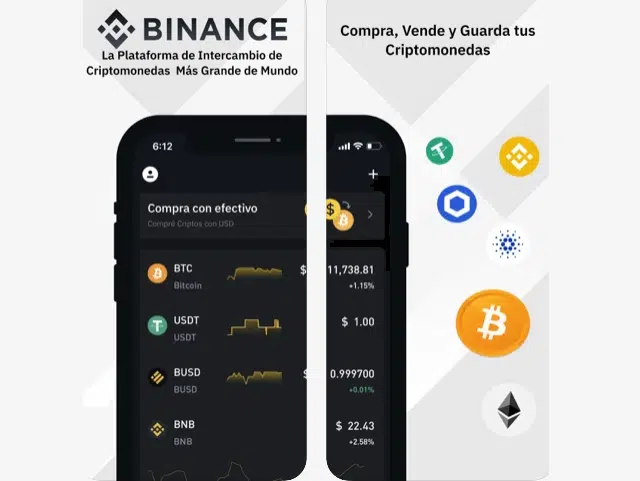 BINANCE
La Plataforma de Intercambio de
Criptomonedas Más Grande de Mundo
Compra, Vende y Guarda tus
Criptomonedas
6:12
Compra con efectivo
Compré Criptos con USD
BTC
Bitcoin
$ 11,738.81
+1.15%
USDT
USDT
$ 1.00
BUSD
BUSD
$ 0.999700
+0.01%
BNB
BNB
$ 22.43
+2.58%